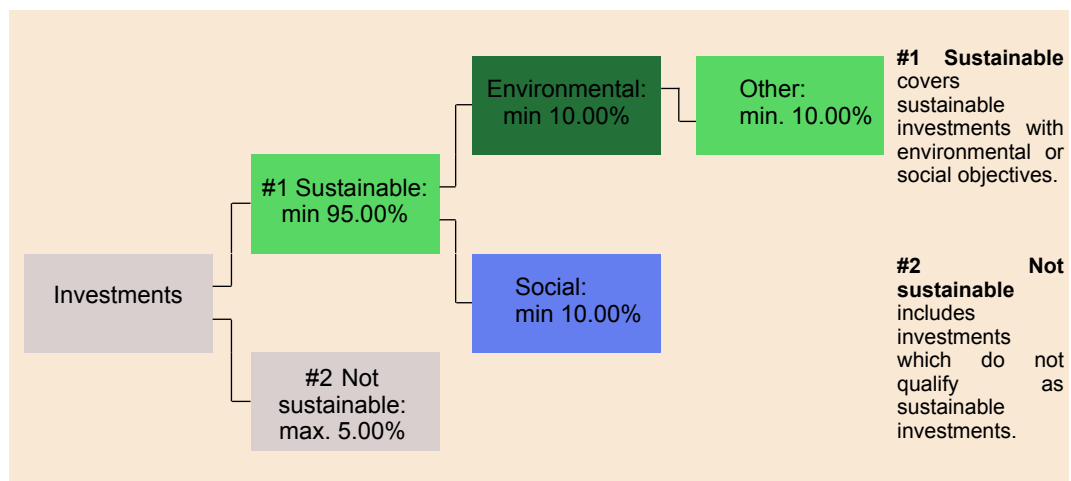 Investments
#1 Sustainable:
min 95.00%
#2 Not
sustainable:
max. 5.00%
Environmental:
min 10.00%
Social:
min 10.00%
Other:
min. 10.00%
#1 Sustainable
covers
sustainable
investments with
environmental or
social objectives.
#2 Not
sustainable
includes
investments
which do not
qualify as
sustainable
investments.